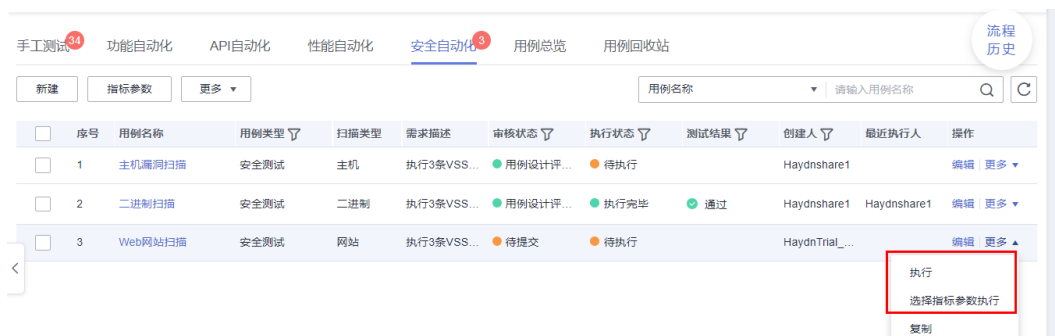 手工测试 34 功能自动化 API自动化 性能自动化 安全自动化 3 用例总览 用例回收站 流程
历史
新建 指标参数 更多 用例名称 请输入用例名称
序号 用例名称 用例类型 扫描类型 需求描述 审核状态 执行状态 测试结果 创建人 最近执行人 操作
1 主机漏洞扫描 安全测试 主机 执行3条VSS... 用例设计评... 待执行 Haydnshare1 编辑 更多
2 二进制扫描 安全测试 二进制 执行3条VSS... 用例设计评... 执行完毕 通过 Haydnshare1 Haydnshare1 编辑 更多
3 Web网站扫描 安全测试 网站 执行3条VSS... 待提交 待执行 HaydnTrial_... 编辑 更多
执行
选择指标参数执行
复制